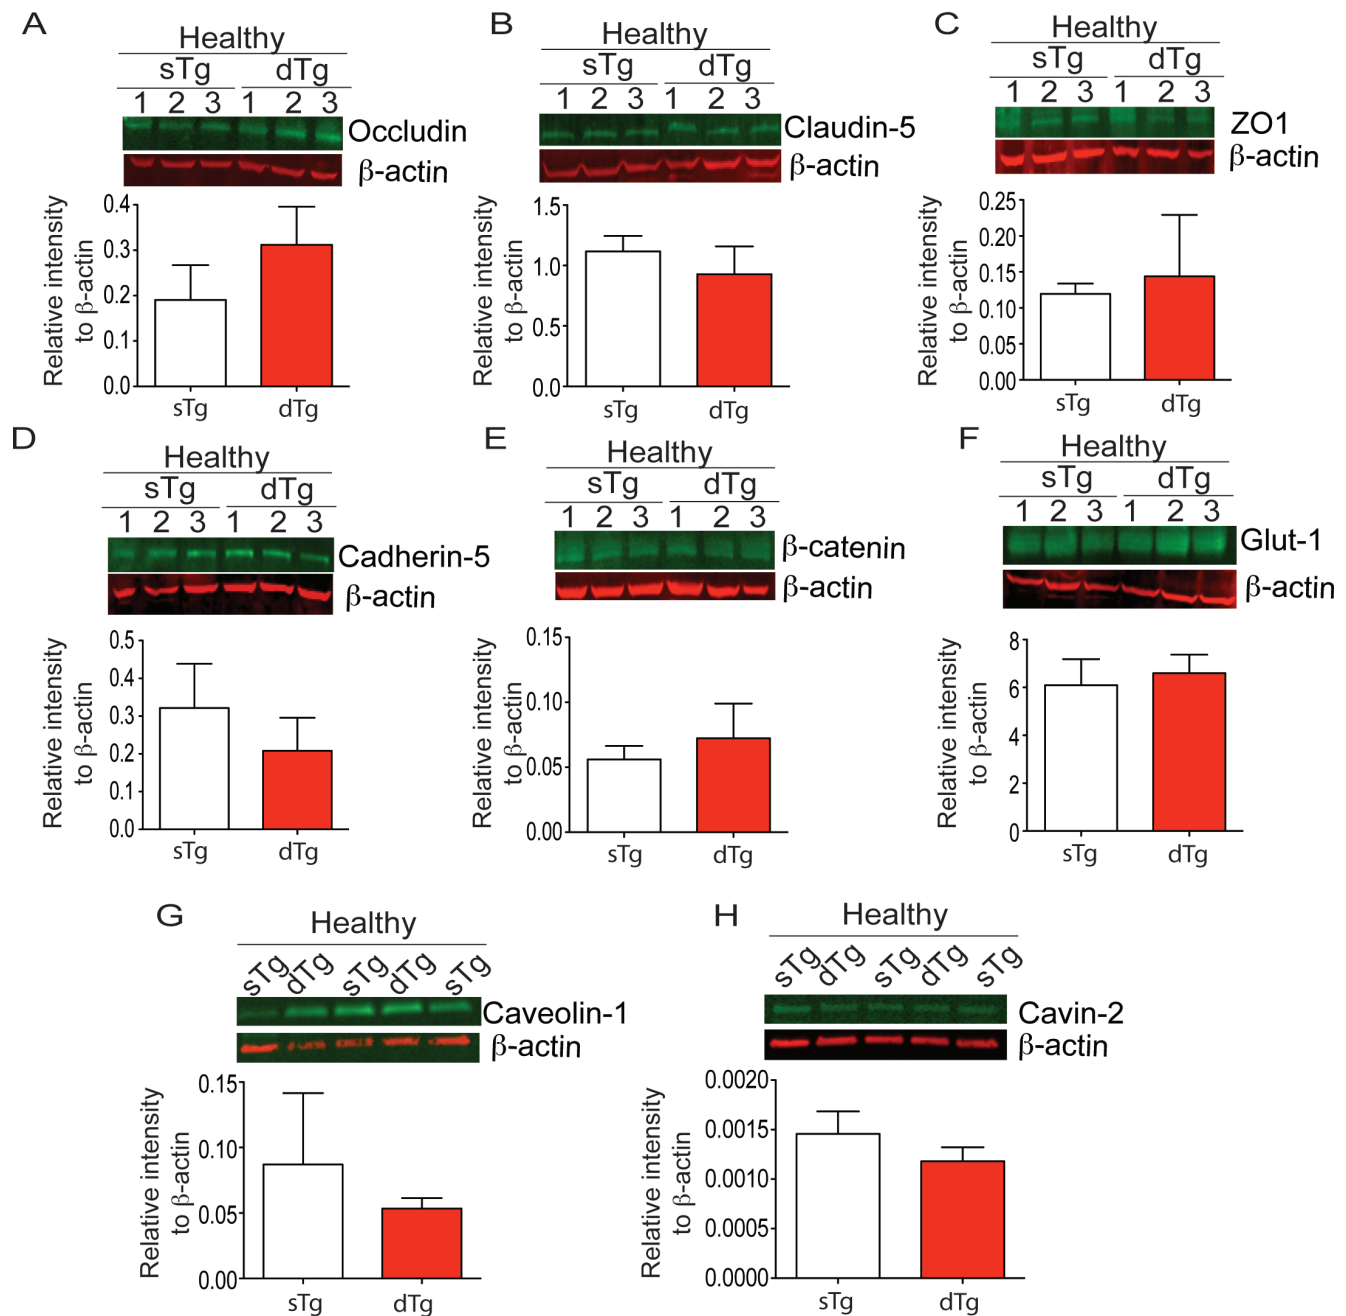 A
Healthy
sTg dTg
1 2 3 1 2 3
Occludin
β-actin
Relative intensity
to β-actin
0.4
0.3
0.2
0.1
0.0
sTg dTg
B
Healthy
sTg dTg
1 2 3 1 2 3
Claudin-5
β-actin
Relative intensity
to β-actin
1.5
1.0
0.5
0.0
sTg dTg
C
Healthy
sTg dTg
1 2 3 1 2 3
ZO1
β-actin
Relative intensity
to β-actin
0.25
0.20
0.15
0.10
0.05
0.00
sTg dTg
D
Healthy
sTg dTg
1 2 3 1 2 3
Cadherin-5
β-actin
Relative intensity
to β-actin
0.5
0.4
0.3
0.2
0.1
0.0
sTg dTg
E
Healthy
sTg dTg
1 2 3 1 2 3
β-catenin
β-actin
Relative intensity
to β-actin
0.15
0.10
0.05
0.00
sTg dTg
F
Healthy
sTg dTg
1 2 3 1 2 3
Glut-1
β-actin
Relative intensity
to β-actin
8
6
4
2
0
sTg dTg
G
Healthy
sTg dTg sTg dTg sTg
Caveolin-1
β-actin
Relative intensity
to β-actin
0.15
0.10
0.05
0.00
sTg dTg
H
Healthy
sTg dTg sTg dTg sTg
Cavin-2
β-actin
Relative intensity
to β-actin
0.0020
0.0015
0.0010
0.0005
0.0000
sTg dTg